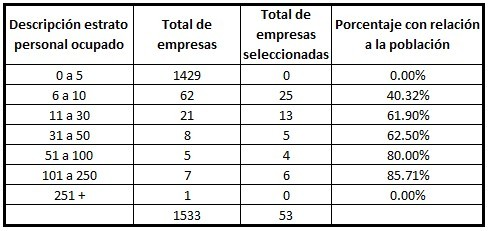 Descripción estrato personal ocupado | Total de empresas | Total de empresas seleccionadas | Porcentaje con relación a la población
0 a 5 | 1429 | 0 | 0.00%
6 a 10 | 62 | 25 | 40.32%
11 a 30 | 21 | 13 | 61.90%
31 a 50 | 8 | 5 | 62.50%
51 a 100 | 5 | 4 | 80.00%
101 a 250 | 7 | 6 | 85.71%
251 + | 1 | 0 | 0.00%
1533 | 53